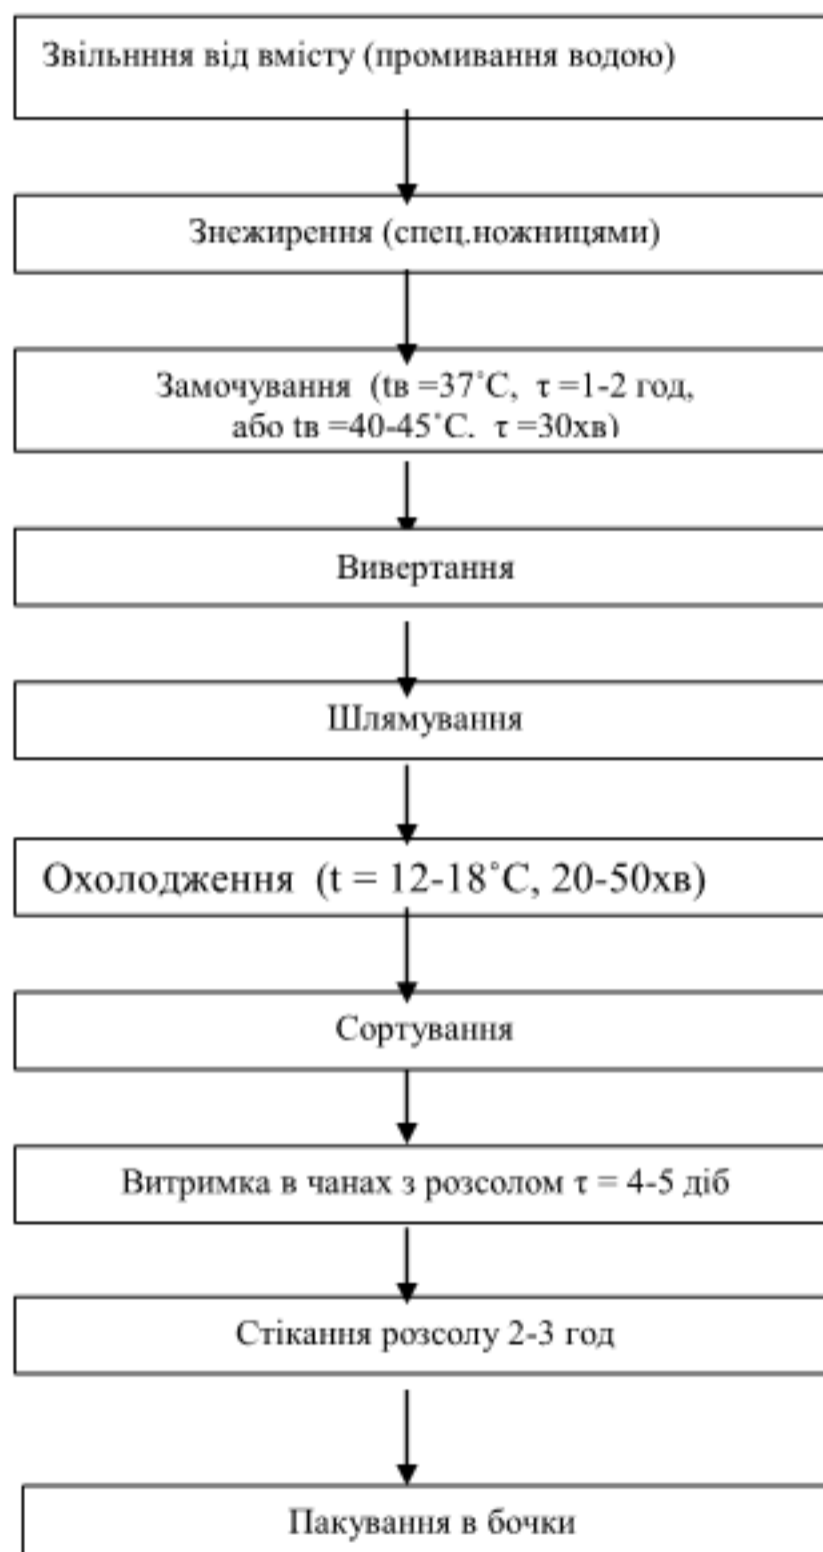 Звільнння від вмісту (промивання водою)
Знежирення (спец.ножницями)
Замочування (tв =37˚С, τ =1-2 год,
або tв =40-45˚С. τ =30хв)
Вивертання
Шлямування
Охолодження (t = 12-18˚С, 20-50хв)
Сортування
Витримка в чанах з розсолом τ = 4-5 діб
Стікання розсолу 2-3 год
Пакування в бочки